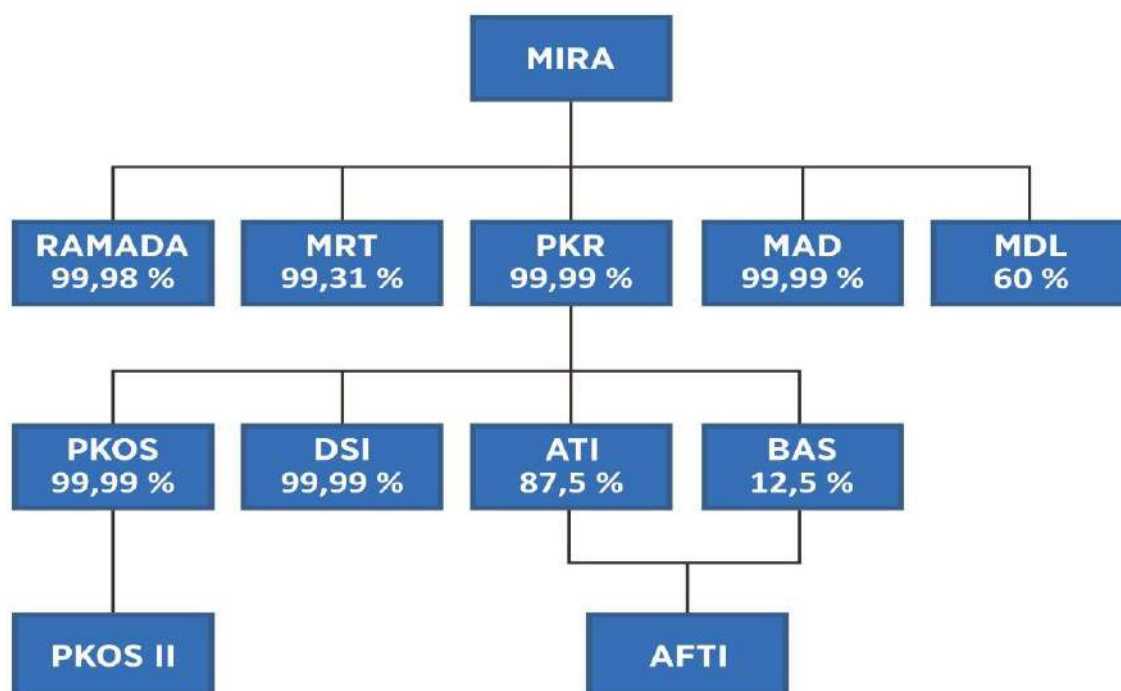 MIRA
RAMADA
99,98 %
MRT
99,31 %
PKR
99,99 %
MAD
99,99 %
MDL
60 %
PKOS
99,99 %
DSI
99,99 %
ATI
87,5 %
BAS
12,5 %
PKOS II
AFTI